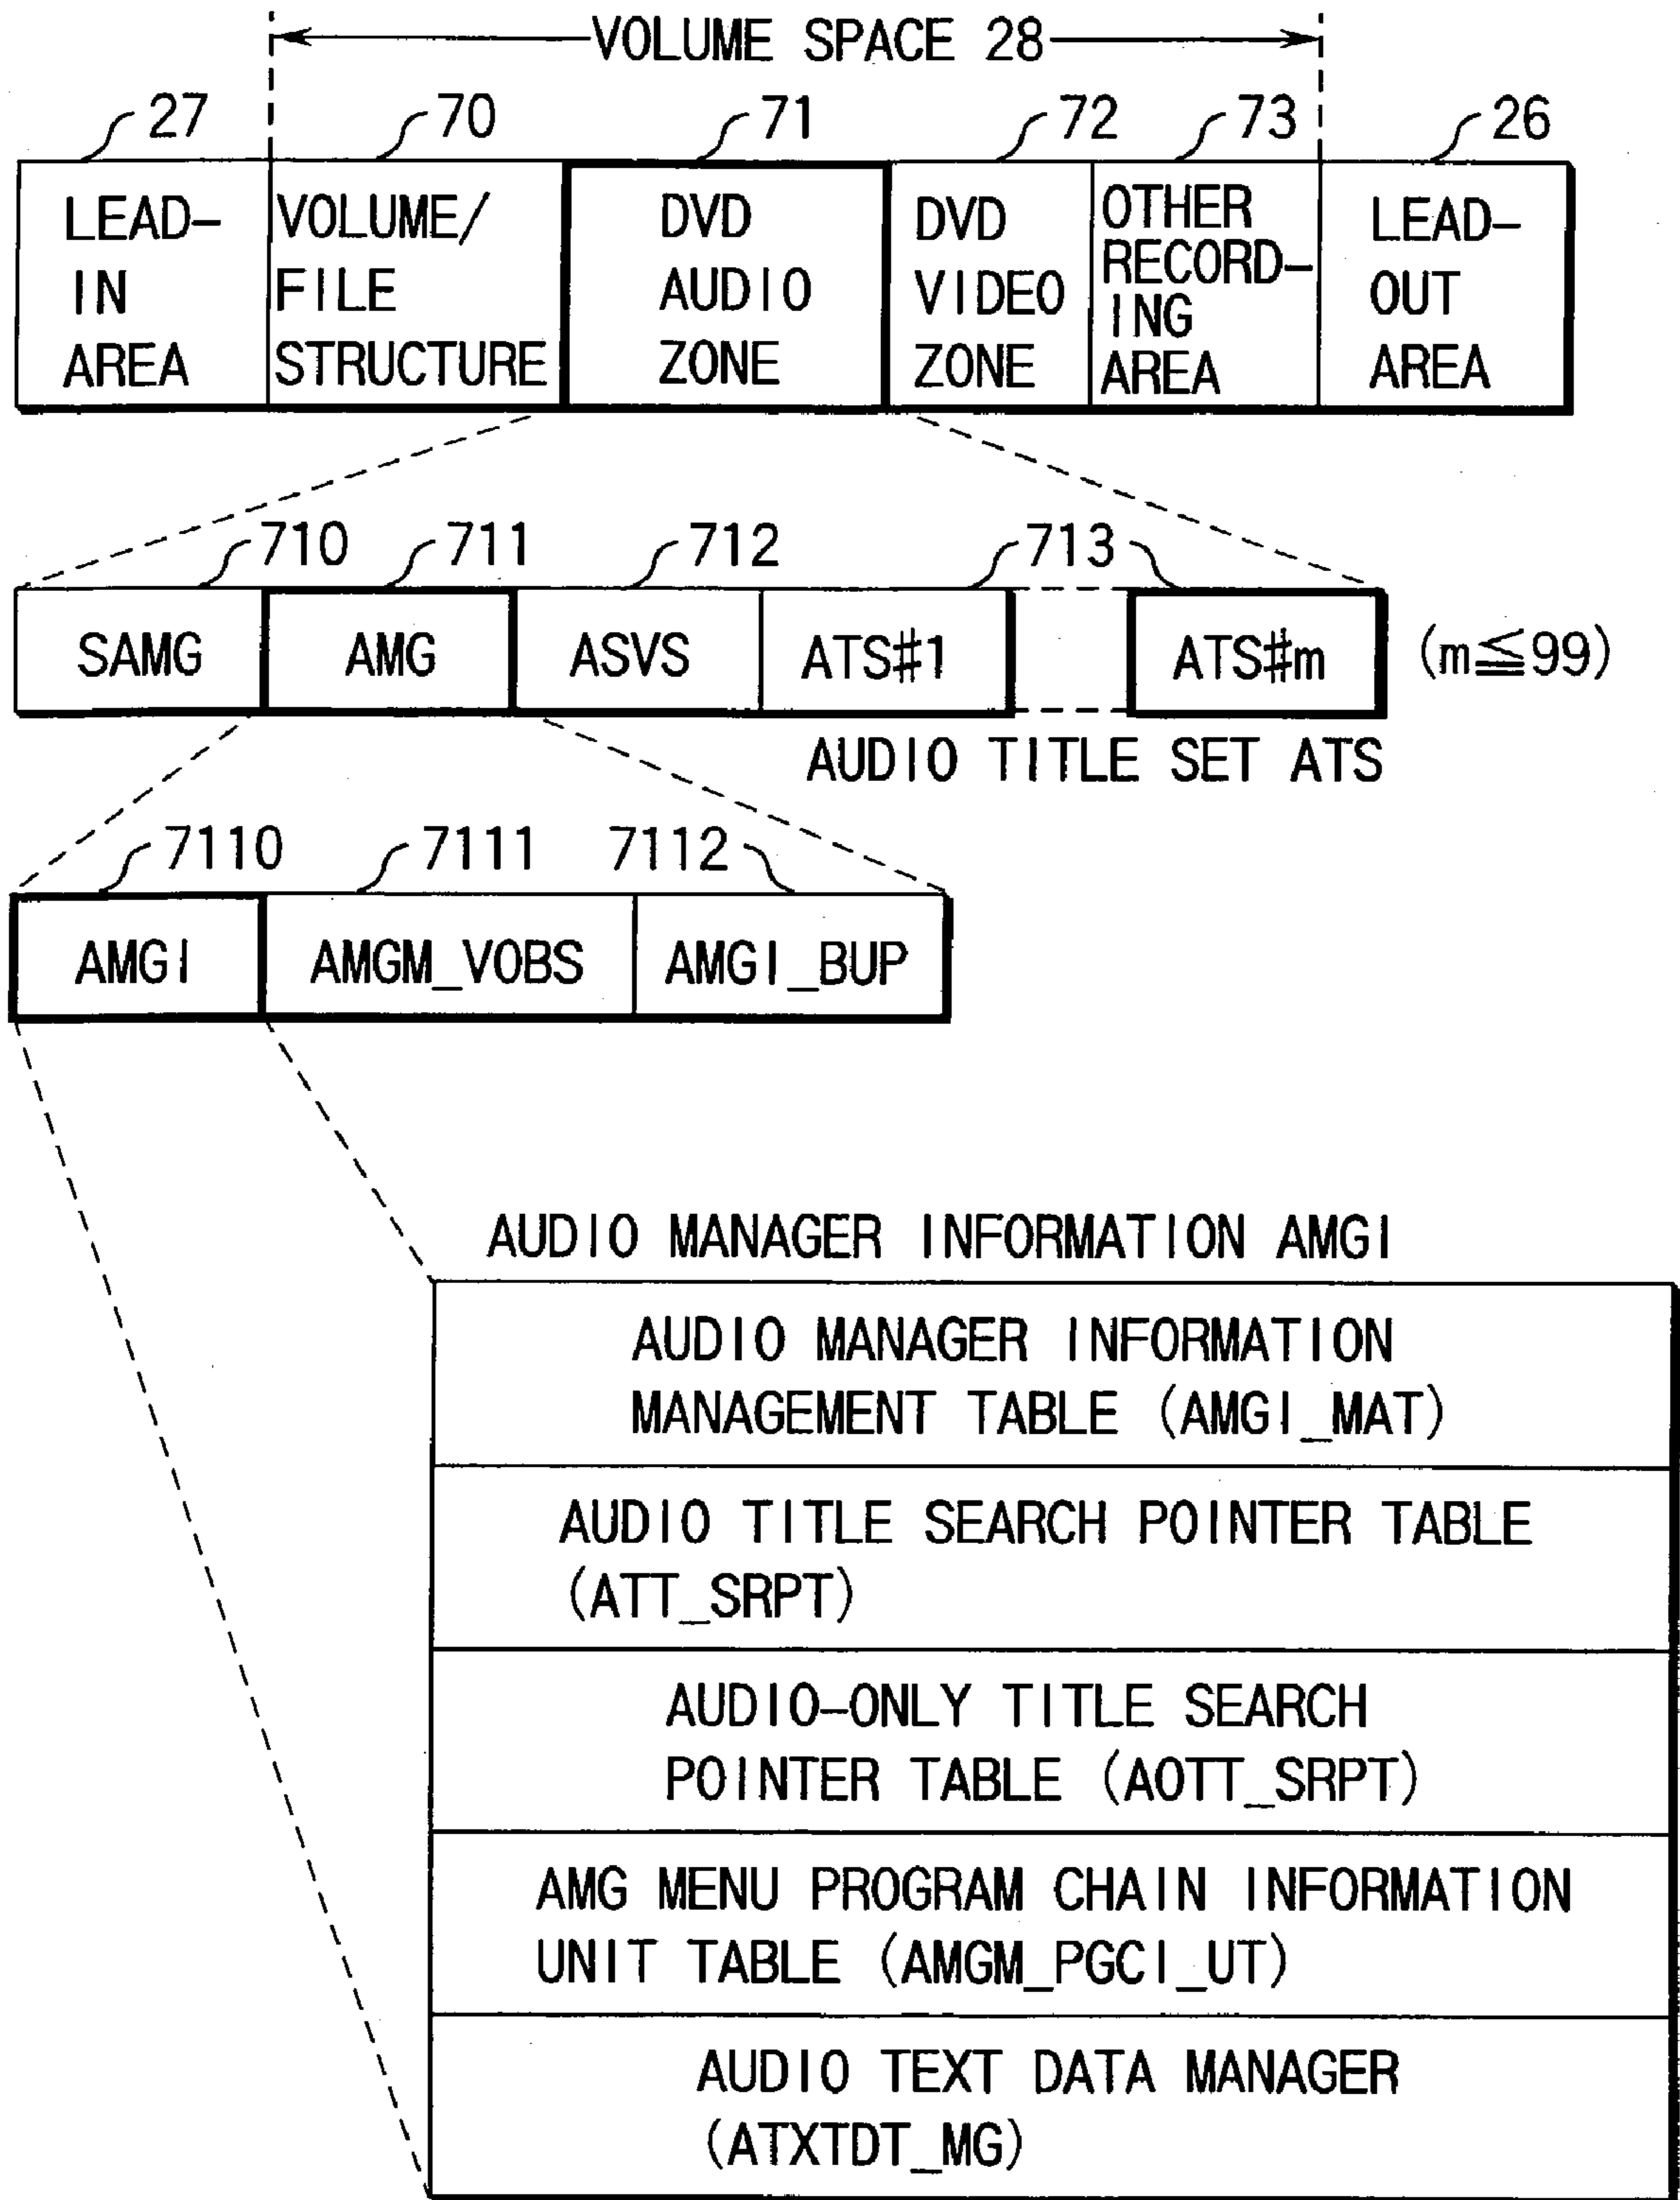 VOLUME SPACE 28
27 70 71 72 73 26
LEAD-
IN
AREA
VOLUME/
FILE
STRUCTURE
DVD
AUDIO
ZONE
DVD
VIDEO
ZONE
OTHER
RECORD-
ING
AREA
LEAD-
OUT
AREA
710 711 712 713
SAMG AMG ASVS ATS#1 ATS#m (m≦99)
AUDIO TITLE SET ATS
7110 7111 7112
AMGI AMGM_VOBS AMGI_BUP
AUDIO MANAGER INFORMATION AMGI
AUDIO MANAGER INFORMATION
MANAGEMENT TABLE (AMGI_MAT)
AUDIO TITLE SEARCH POINTER TABLE
(ATT_SRPT)
AUDIO-ONLY TITLE SEARCH
POINTER TABLE (AOTT_SRPT)
AMG MENU PROGRAM CHAIN INFORMATION
UNIT TABLE (AMGM_PGCI_UT)
AUDIO TEXT DATA MANAGER
(ATXTDT_MG)